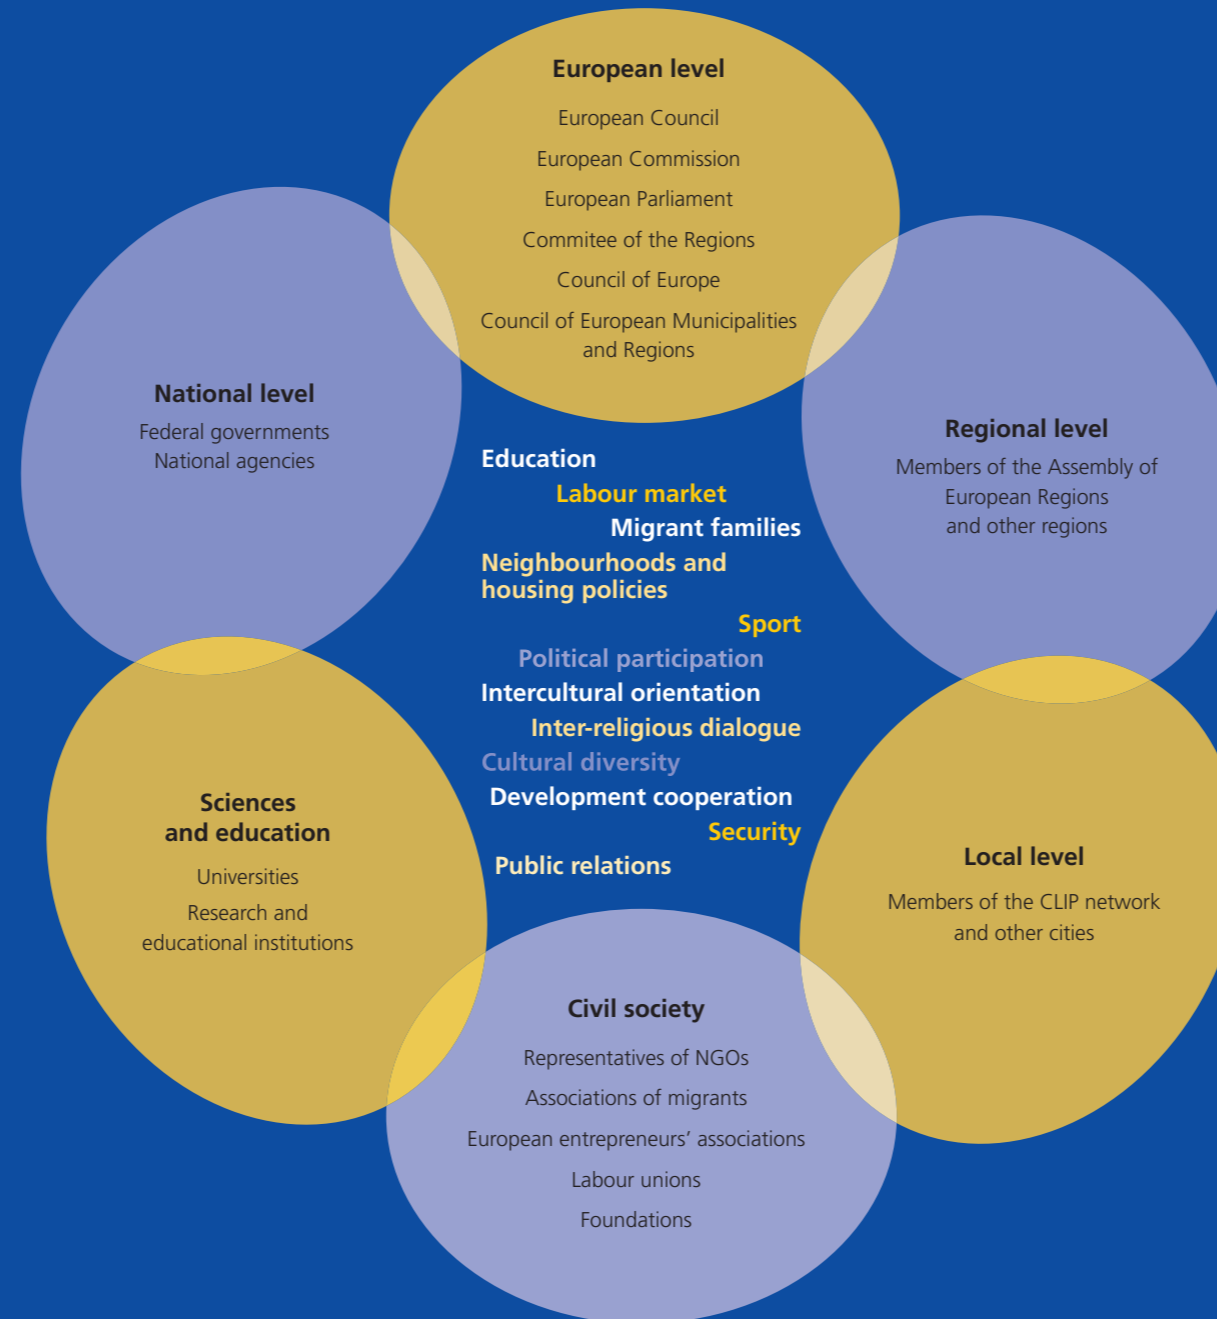 European level
European Council
European Commission
European Parliament
Commitee of the Regions
Council of Europe
Council of European Municipalities
and Regions
National level
Federal governments
National agencies
Regional level
Members of the Assembly of
European Regions
and other regions
Education
Labour market
Migrant families
Neighbourhoods and
housing policies
Sport
Political participation
Intercultural orientation
Inter-religious dialogue
Cultural diversity
Development cooperation
Security
Public relations
Sciences
and education
Universities
Research and
educational institutions
Local level
Members of the CLIP network
and other cities
Civil society
Representatives of NGOs
Associations of migrants
European entrepreneurs’ associations
Labour unions
Foundations